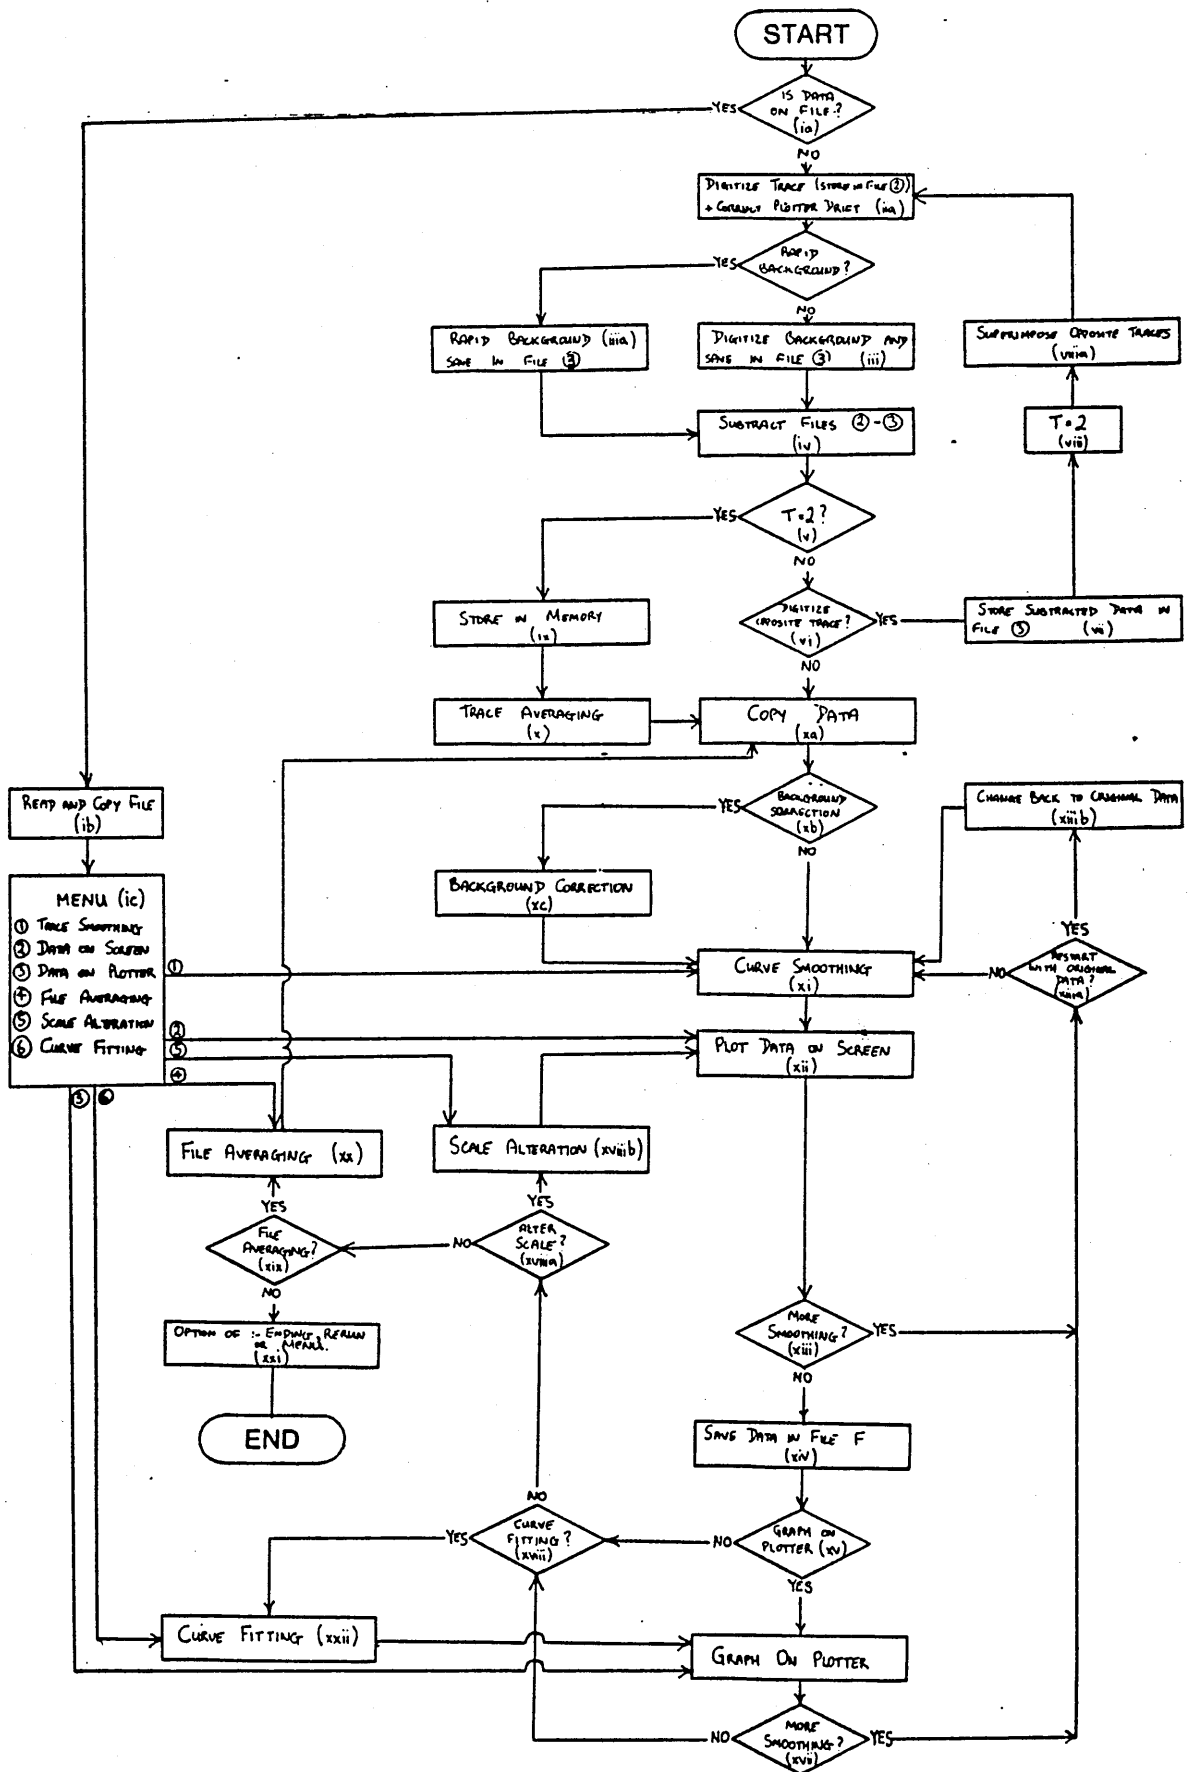 START
IS DATA
ON FILE?
(ia)
YES
NO
DIGITIZE TRACE (STORE IN FILE ②)
+ CORRECT PLOTTER DRIFT (iia)
RAPID
BACKGROUND?
YES
NO
RAPID BACKGROUND (iiia)
SAVE IN FILE ③
DIGITIZE BACKGROUND AND
SAVE IN FILE ③ (iii)
SUPERIMPOSE OPPOSITE TRACES
(viiia)
SUBTRACT FILES ②-③
(iv)
T=2
(viii)
T=2?
(v)
YES
NO
STORE IN MEMORY
(ix)
DIGITIZE
OPPOSITE TRACE?
(vi)
YES
NO
STORE SUBTRACTED DATA IN
FILE ③ (vii)
TRACE AVERAGING
(x)
COPY DATA
(xa)
READ AND COPY FILE
(ib)
YES
BACKGROUND
CORRECTION
(xb)
NO
CHANGE BACK TO ORIGINAL DATA
(xiiib)
MENU (ic)
① TRACE SMOOTHING
② DATA ON SCREEN
③ DATA ON PLOTTER
④ FILE AVERAGING
⑤ SCALE ALTERATION
⑥ CURVE FITTING
①
②
⑤
④
③
⑥
BACKGROUND CORRECTION
(xc)
YES
RESTART
WITH ORIGINAL
DATA?
(xiiia)
NO
CURVE SMOOTHING
(xi)
PLOT DATA ON SCREEN
(xii)
FILE AVERAGING (xx)
SCALE ALTERATION (xviiib)
YES
FILE
AVERAGING?
(xix)
NO
YES
ALTER
SCALE?
(xviiia)
NO
OPTION OF :- ENDING, RERUN
OR MENU.
(xxi)
MORE
SMOOTHING?
(xiii)
YES
NO
END
SAVE DATA IN FILE F
(xiv)
NO
CURVE
FITTING?
(xviii)
YES
GRAPH ON
PLOTTER (xv)
NO
YES
CURVE FITTING (xxii)
GRAPH ON PLOTTER
MORE
SMOOTHING?
(xvii)
NO
YES